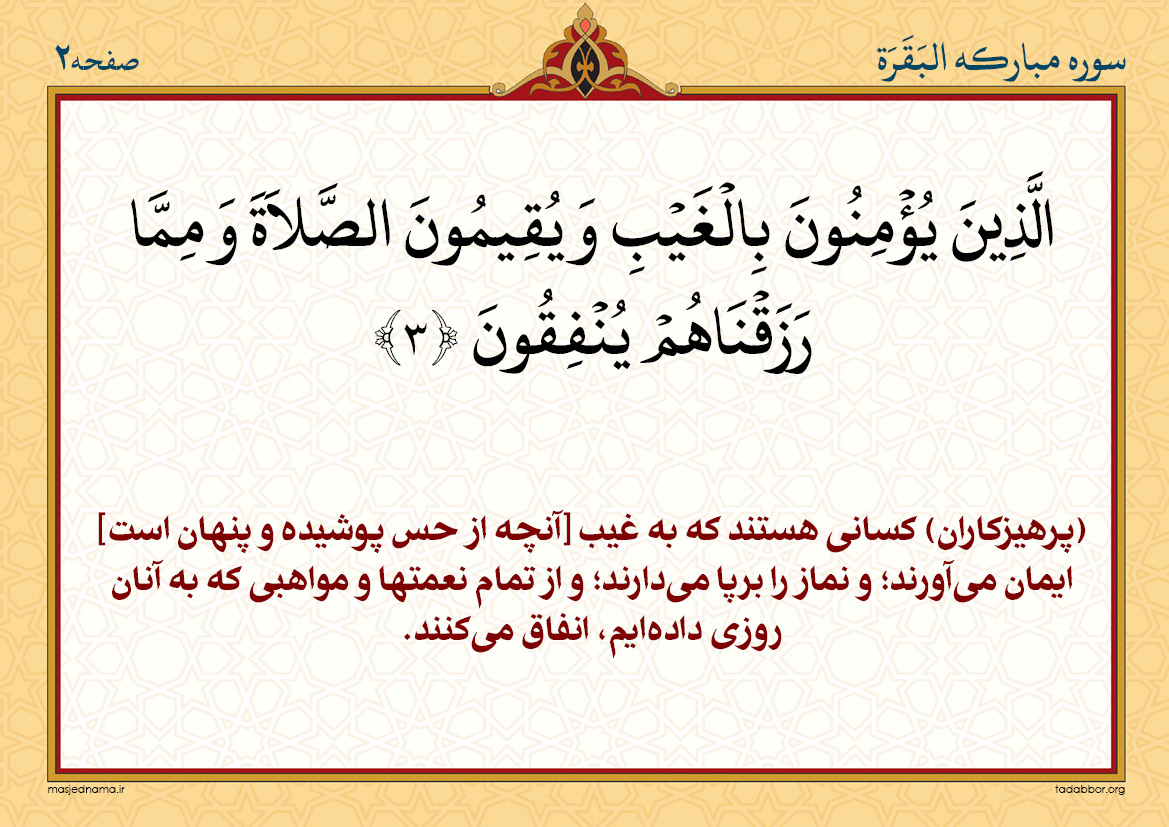 سوره مبارکه البَقَرَة
صفحه۲
الَّذِينَ يُؤْمِنُونَ بِالْغَيْبِ وَ يُقِيمُونَ الصَّلاَةَ وَ مِمَّا
رَزَقْنَاهُمْ يُنْفِقُونَ ﴿۳﴾
(پرهیزکاران) کسانی هستند که به غیب [آنچه از حس پوشیده و پنهان است]
ایمان می‌آورند؛ و نماز را برپا می‌دارند؛ و از تمام نعمتها و مواهبی که به آنان
روزی داده‌ایم، انفاق می‌کنند.
masjednama.ir
tadabbor.org